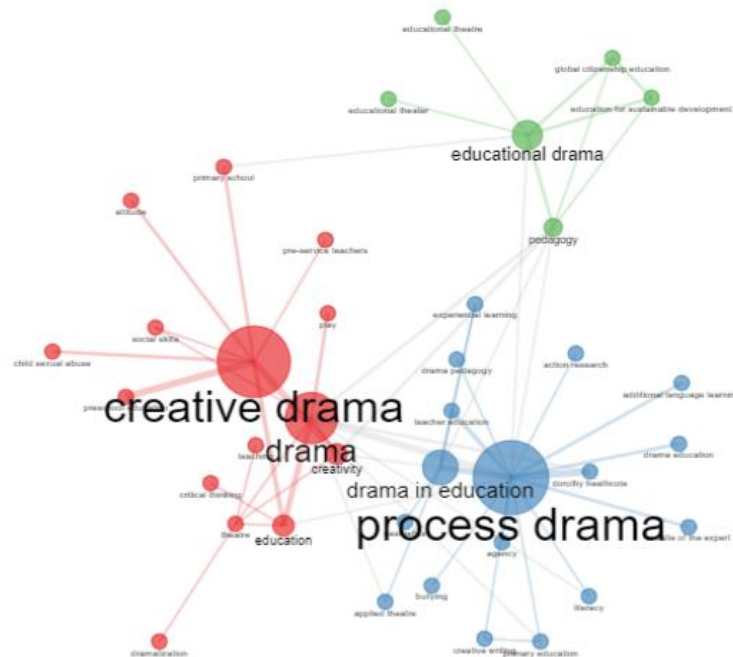 educational theatre
global citizenship education
educational theater
education for sustainable development
educational drama
primary school
attitude
pedagogy
pre-service teachers
experiential learning
play
social skills
child sexual abuse
drama pedagogy
action research
additional language learning
creative drama
teacher education
drama
drama education
creativity
drama in education
dorothy heathcote
critical thinking
process drama
theatre
education
agency
bullying
applied theatre
literacy
creative writing
primary education
dramatization